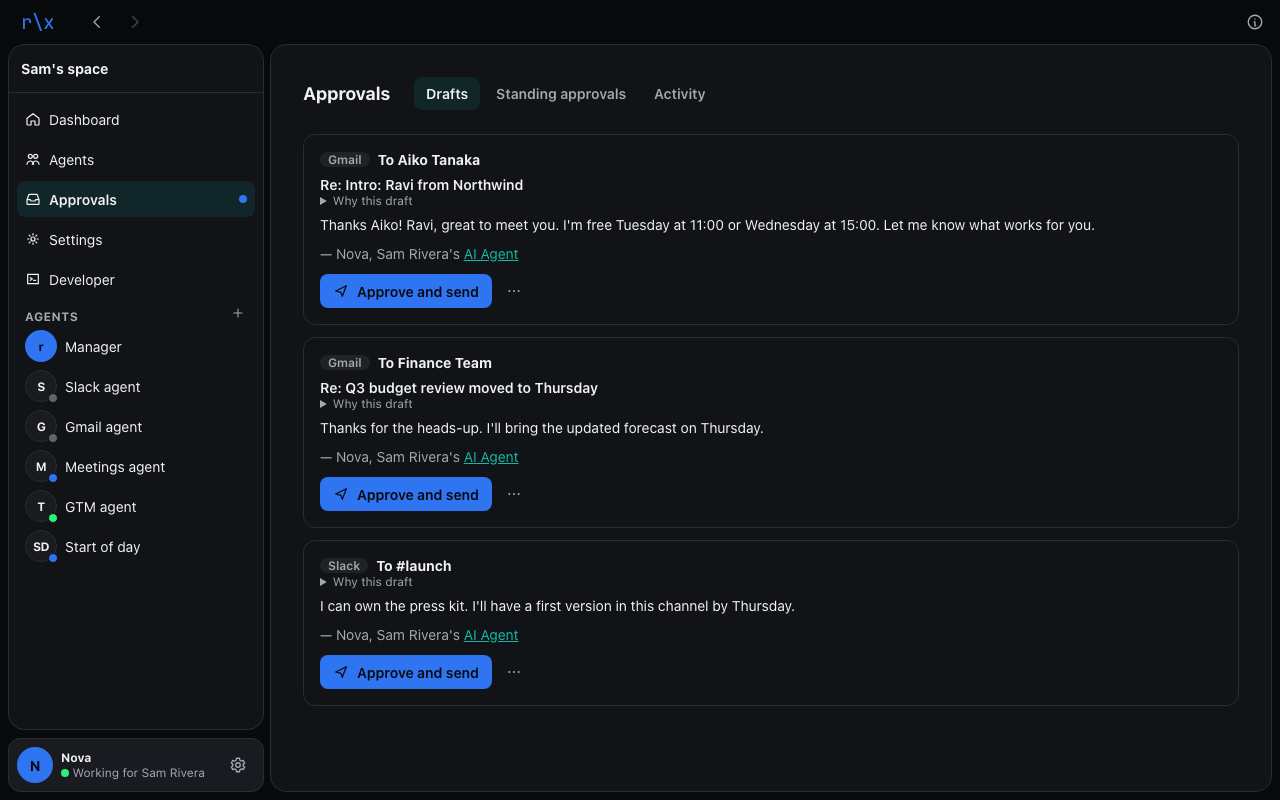 r\x
Sam's space
Dashboard
Agents
Approvals
Settings
Developer
AGENTS
r Manager
S Slack agent
G Gmail agent
M Meetings agent
T GTM agent
SD Start of day
N Nova
Working for Sam Rivera
Approvals Drafts Standing approvals Activity
Gmail To Aiko Tanaka
Re: Intro: Ravi from Northwind
Why this draft
Thanks Aiko! Ravi, great to meet you. I'm free Tuesday at 11:00 or Wednesday at 15:00. Let me know what works for you.
— Nova, Sam Rivera's AI Agent
Approve and send ...
Gmail To Finance Team
Re: Q3 budget review moved to Thursday
Why this draft
Thanks for the heads-up. I'll bring the updated forecast on Thursday.
— Nova, Sam Rivera's AI Agent
Approve and send ...
Slack To #launch
Why this draft
I can own the press kit. I'll have a first version in this channel by Thursday.
— Nova, Sam Rivera's AI Agent
Approve and send ...